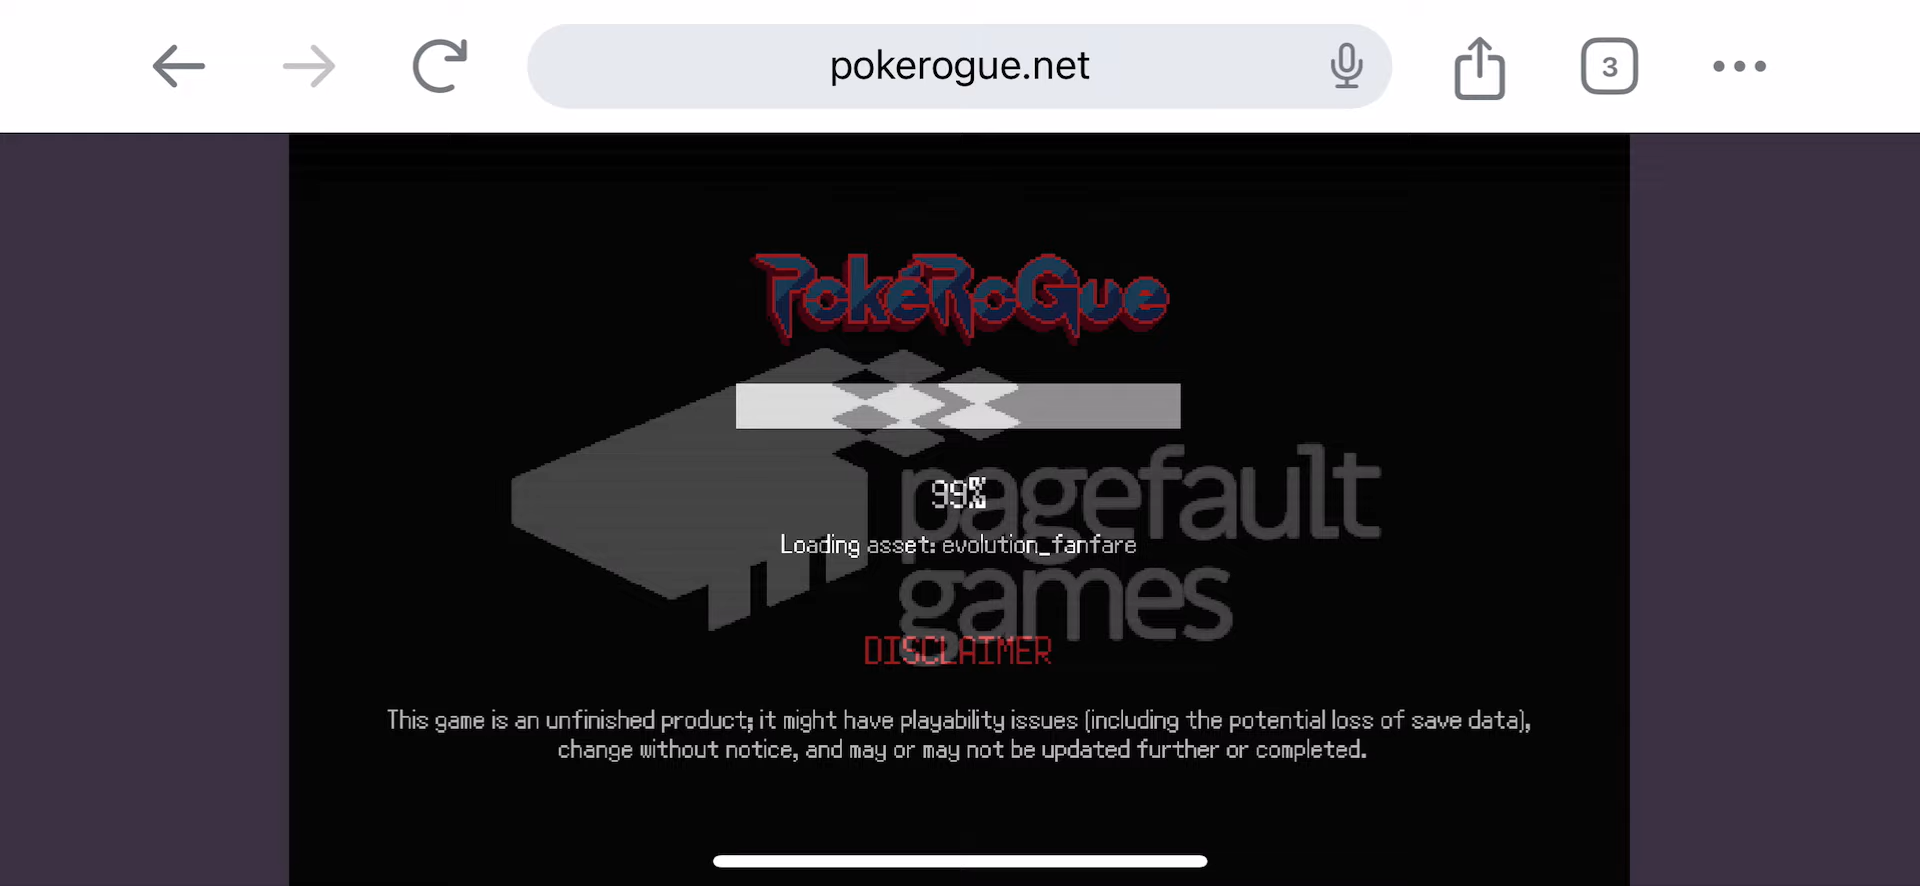 pokerogue.net
3
PokéRoGue
99%
Loading asset: evolution_fanfare
pagefault
games
DISCLAIMER
This game is an unfinished product; it might have playability issues (including the potential loss of save data),
change without notice, and may or may not be updated further or completed.